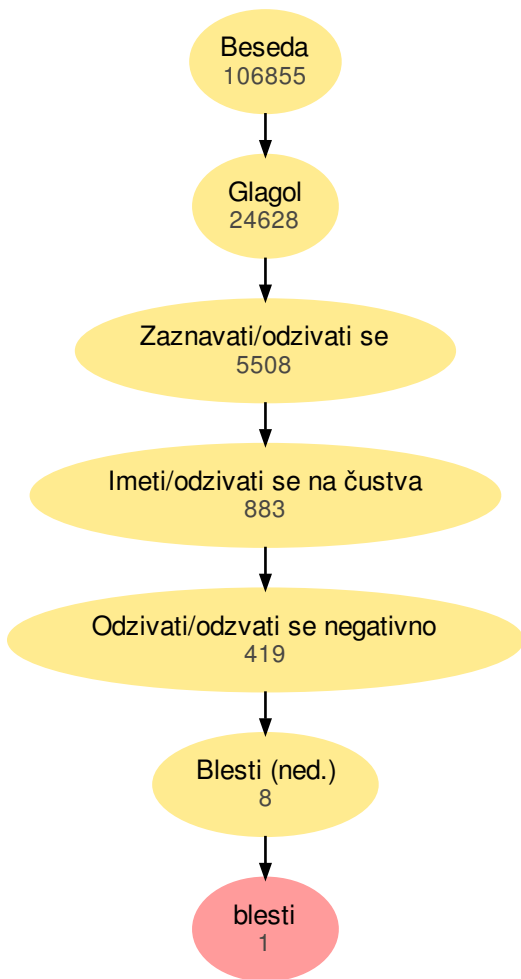 Beseda
106855
Glagol
24628
Zaznavati/odzivati se
5508
Imeti/odzivati se na čustva
883
Odzivati/odzvati se negativno
419
Blesti (ned.)
8
blesti
1